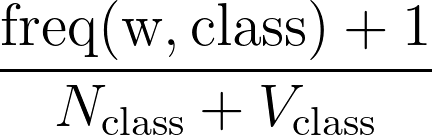 freq(w, class) + 1
N_class + V_class